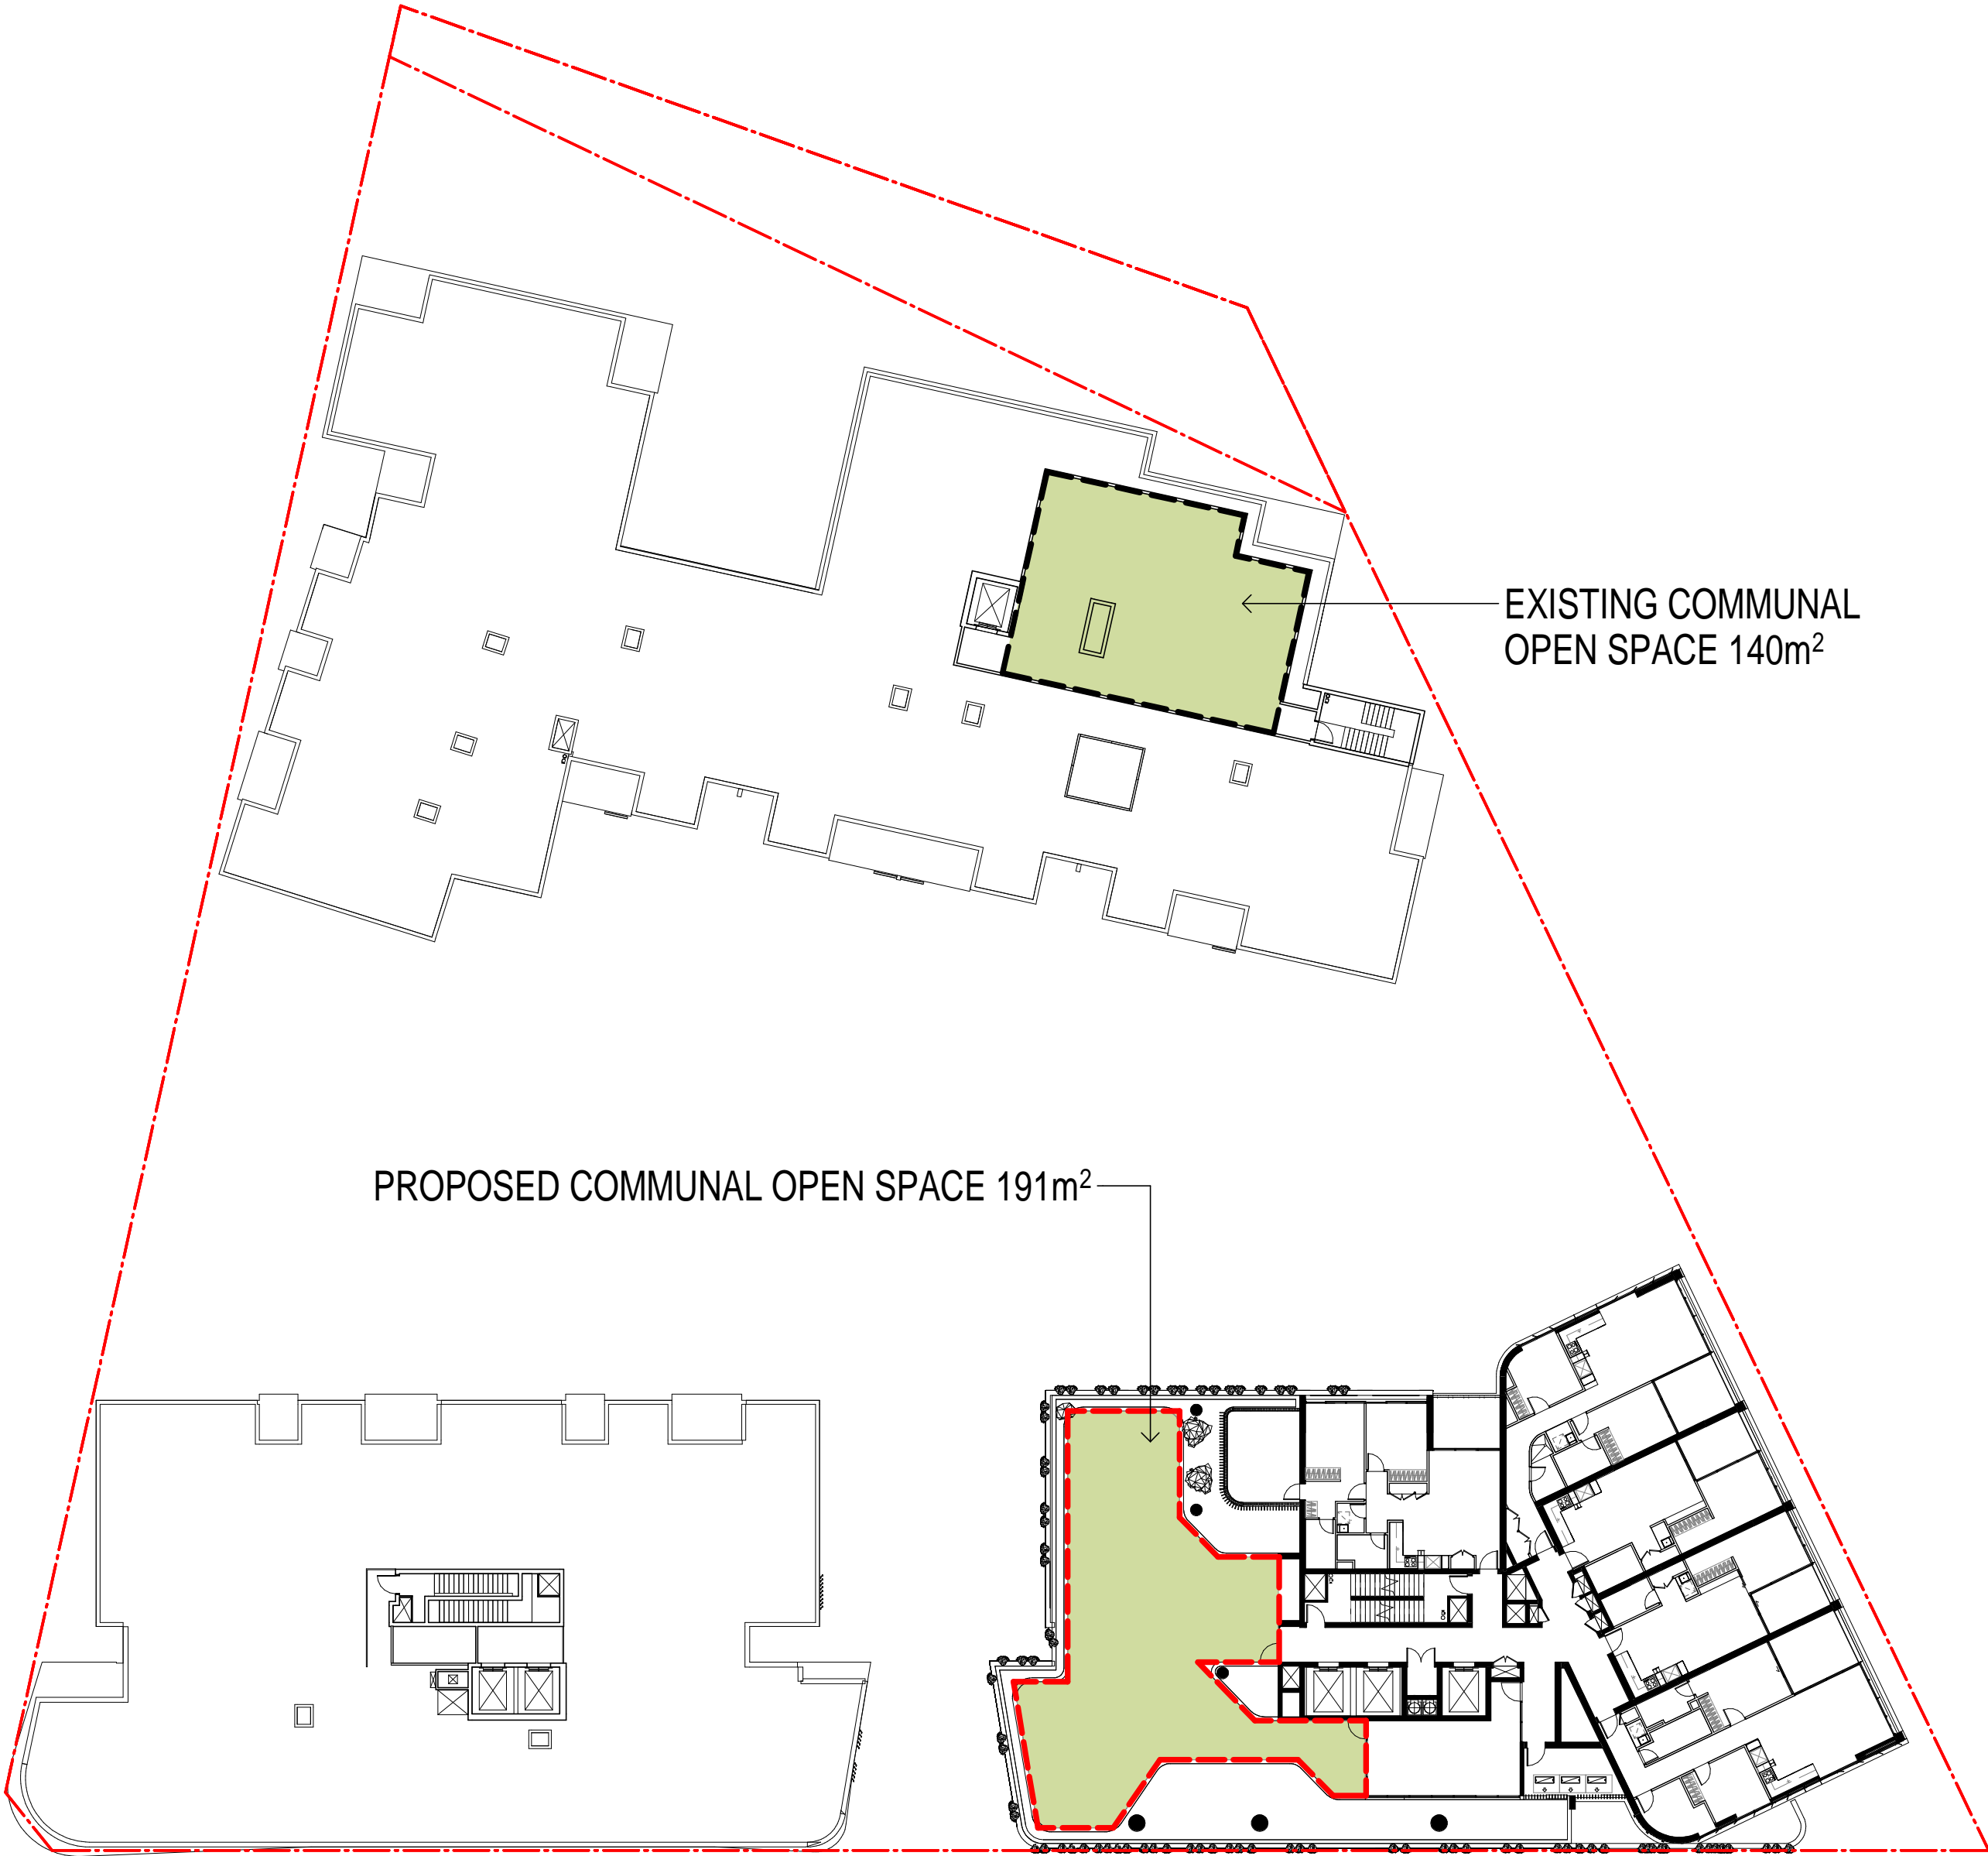 EXISTING COMMUNAL
OPEN SPACE 140m²
PROPOSED COMMUNAL OPEN SPACE 191m²